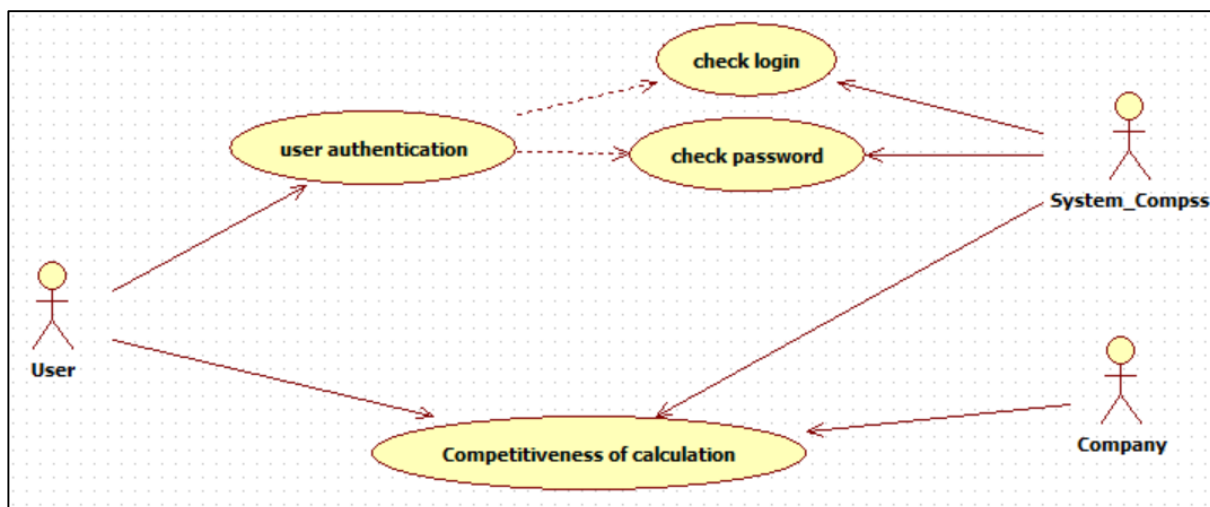 check login
user authentication
check password
System_Compss
User
Company
Competitiveness of calculation